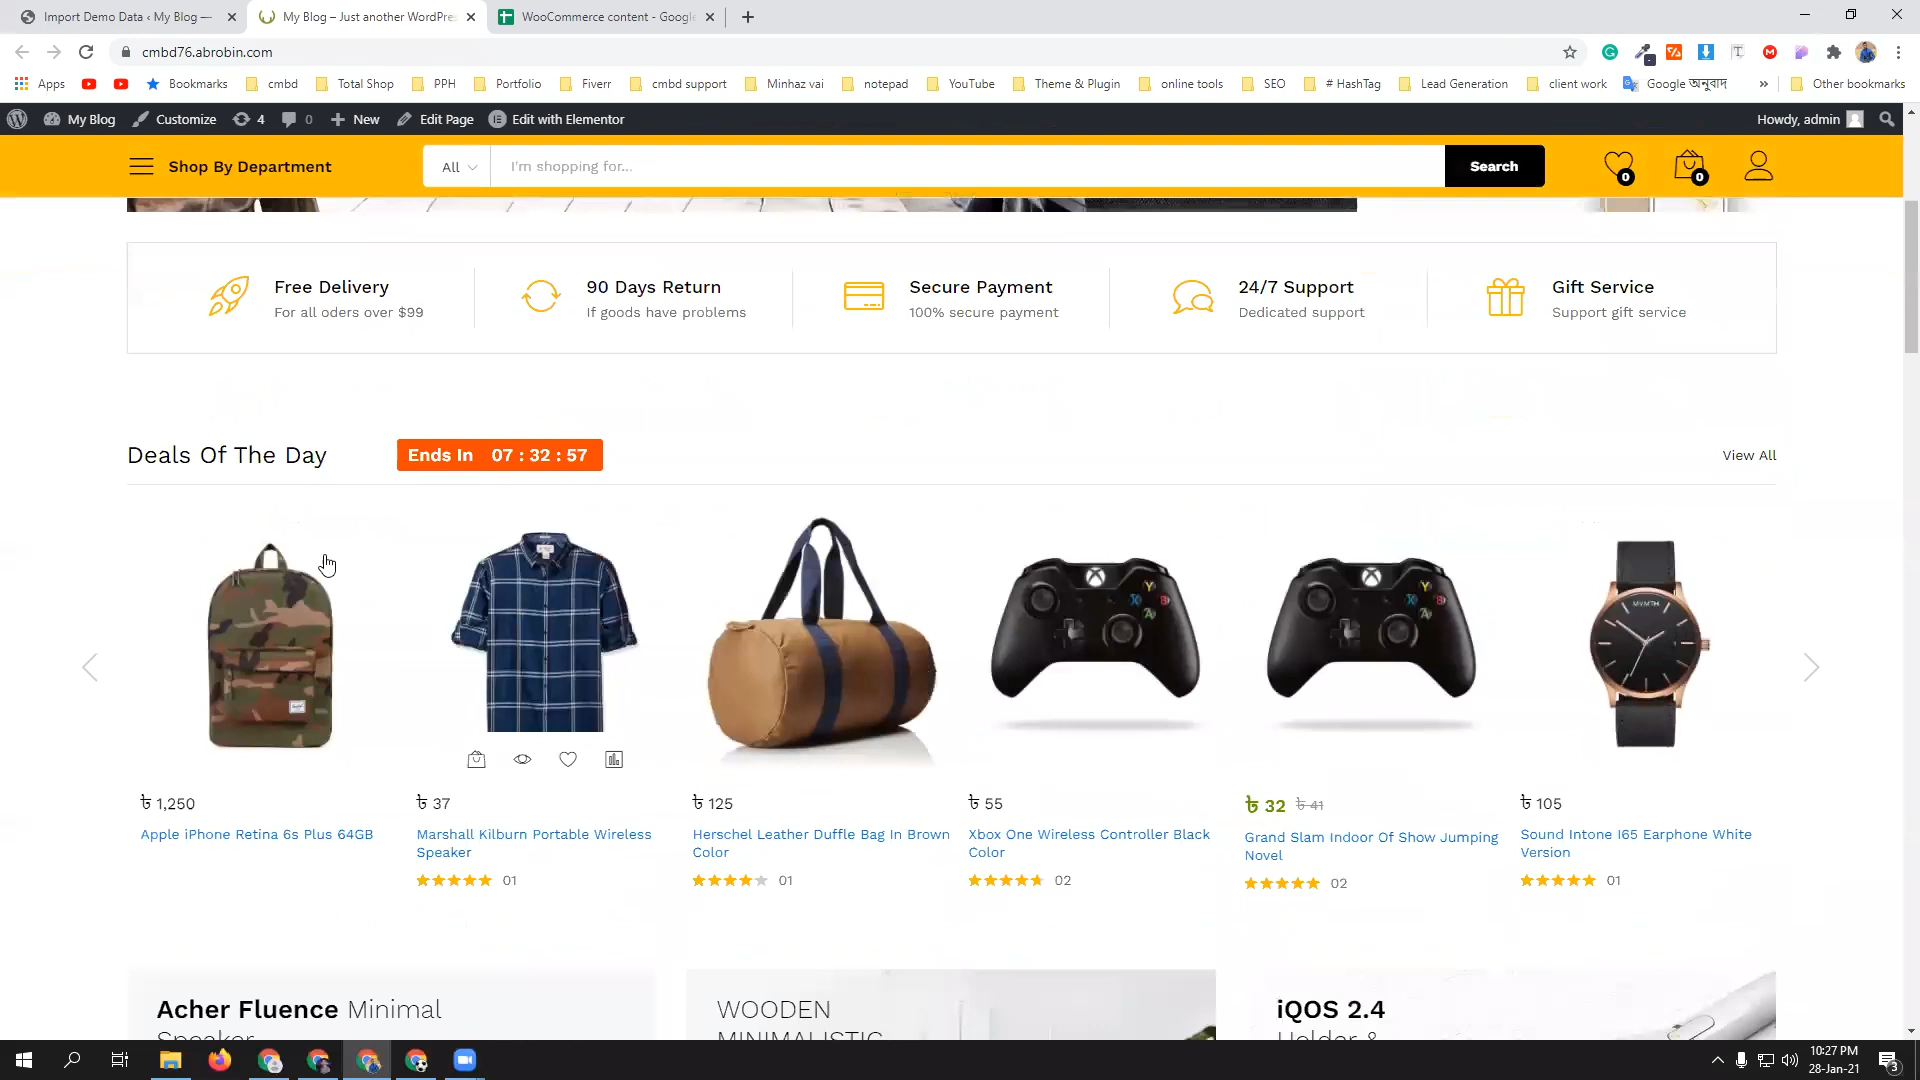 Import Demo Data ‹ My Blog —
My Blog – Just another WordPre
WooCommerce content - Google
cmbd76.abrobin.com
Apps
Bookmarks
cmbd
Total Shop
PPH
Portfolio
Fiverr
cmbd support
Minhaz vai
notepad
YouTube
Theme & Plugin
online tools
SEO
# HashTag
Lead Generation
client work
Google অনুবাদ
»
Other bookmarks
My Blog
Customize
4
0
New
Edit Page
Edit with Elementor
Howdy, admin
Shop By Department
All
I'm shopping for...
Search
0
0
Free Delivery
For all oders over $99
90 Days Return
If goods have problems
Secure Payment
100% secure payment
24/7 Support
Dedicated support
Gift Service
Support gift service
Deals Of The Day
Ends In 07 : 32 : 57
View All
৳ 1,250
Apple iPhone Retina 6s Plus 64GB
৳ 37
Marshall Kilburn Portable Wireless
Speaker
01
৳ 125
Herschel Leather Duffle Bag In Brown
Color
01
৳ 55
Xbox One Wireless Controller Black
Color
02
৳ 32 ৳ 41
Grand Slam Indoor Of Show Jumping
Novel
02
৳ 105
Sound Intone I65 Earphone White
Version
01
Acher Fluence Minimal
Speaker
WOODEN
MINIMALISTIC
iQOS 2.4
Holder &
10:27 PM
28-Jan-21
3